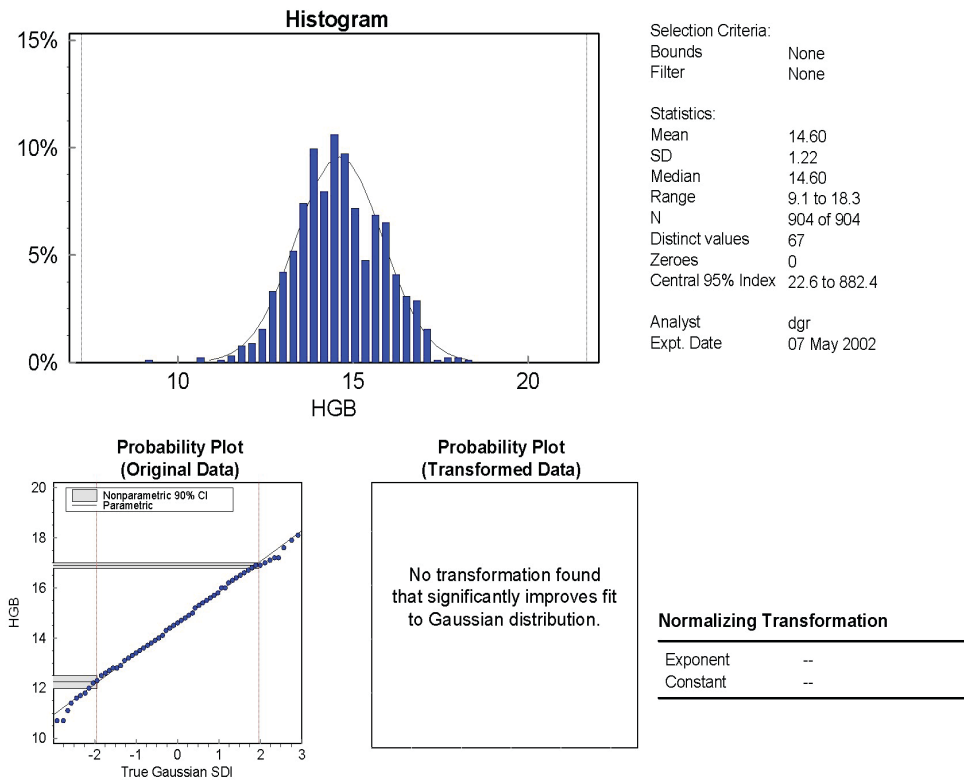 Histogram
15%
10%
5%
0%
10
15
20
HGB
Selection Criteria:
Bounds None
Filter None
Statistics:
Mean 14.60
SD 1.22
Median 14.60
Range 9.1 to 18.3
N 904 of 904
Distinct values 67
Zeroes 0
Central 95% Index 22.6 to 882.4
Analyst dgr
Expt. Date 07 May 2002
Probability Plot
(Original Data)
20
18
16
14
12
10
HGB
Nonparametric 90% CI
Parametric
-2 -1 0 1 2 3
True Gaussian SDI
Probability Plot
(Transformed Data)
No transformation found
that significantly improves fit
to Gaussian distribution.
Normalizing Transformation
Exponent --
Constant --